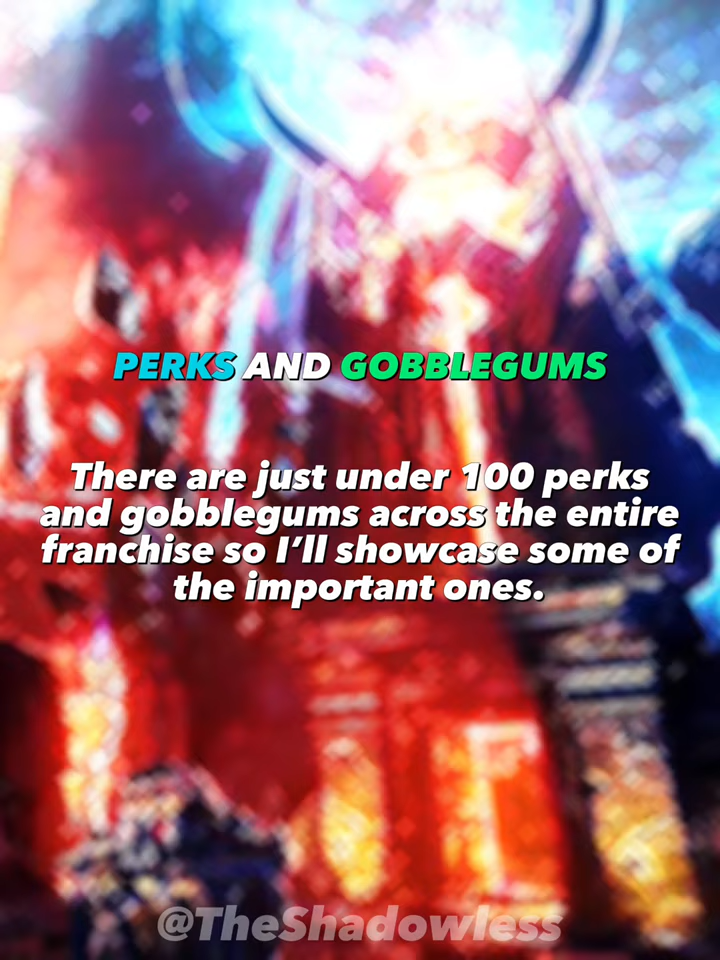 PERKS AND GOBBLEGUMS
There are just under 100 perks
and gobblegums across the entire
franchise so I’ll showcase some of
the important ones.
@TheShadowless